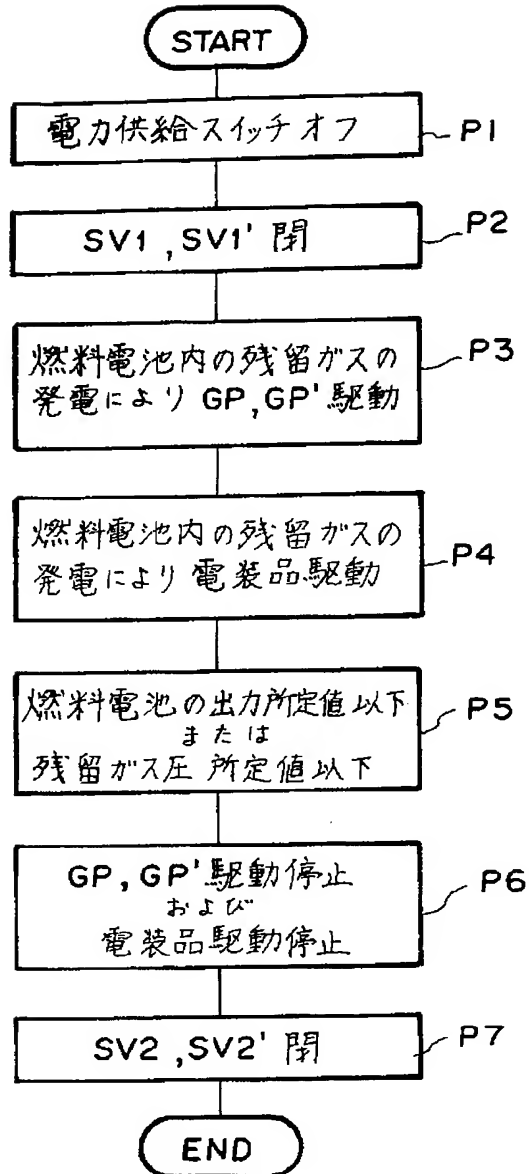 START
電力供給スイッチオフ
P1
SV1,SV1'閉
P2
燃料電池内の残留ガスの
発電により GP,GP'駆動
P3
燃料電池内の残留ガスの
発電により 電装品駆動
P4
燃料電池の出力所定値以下
または
残留ガス圧 所定値以下
P5
GP,GP'駆動停止
および
電装品駆動停止
P6
SV2,SV2'閉
P7
END